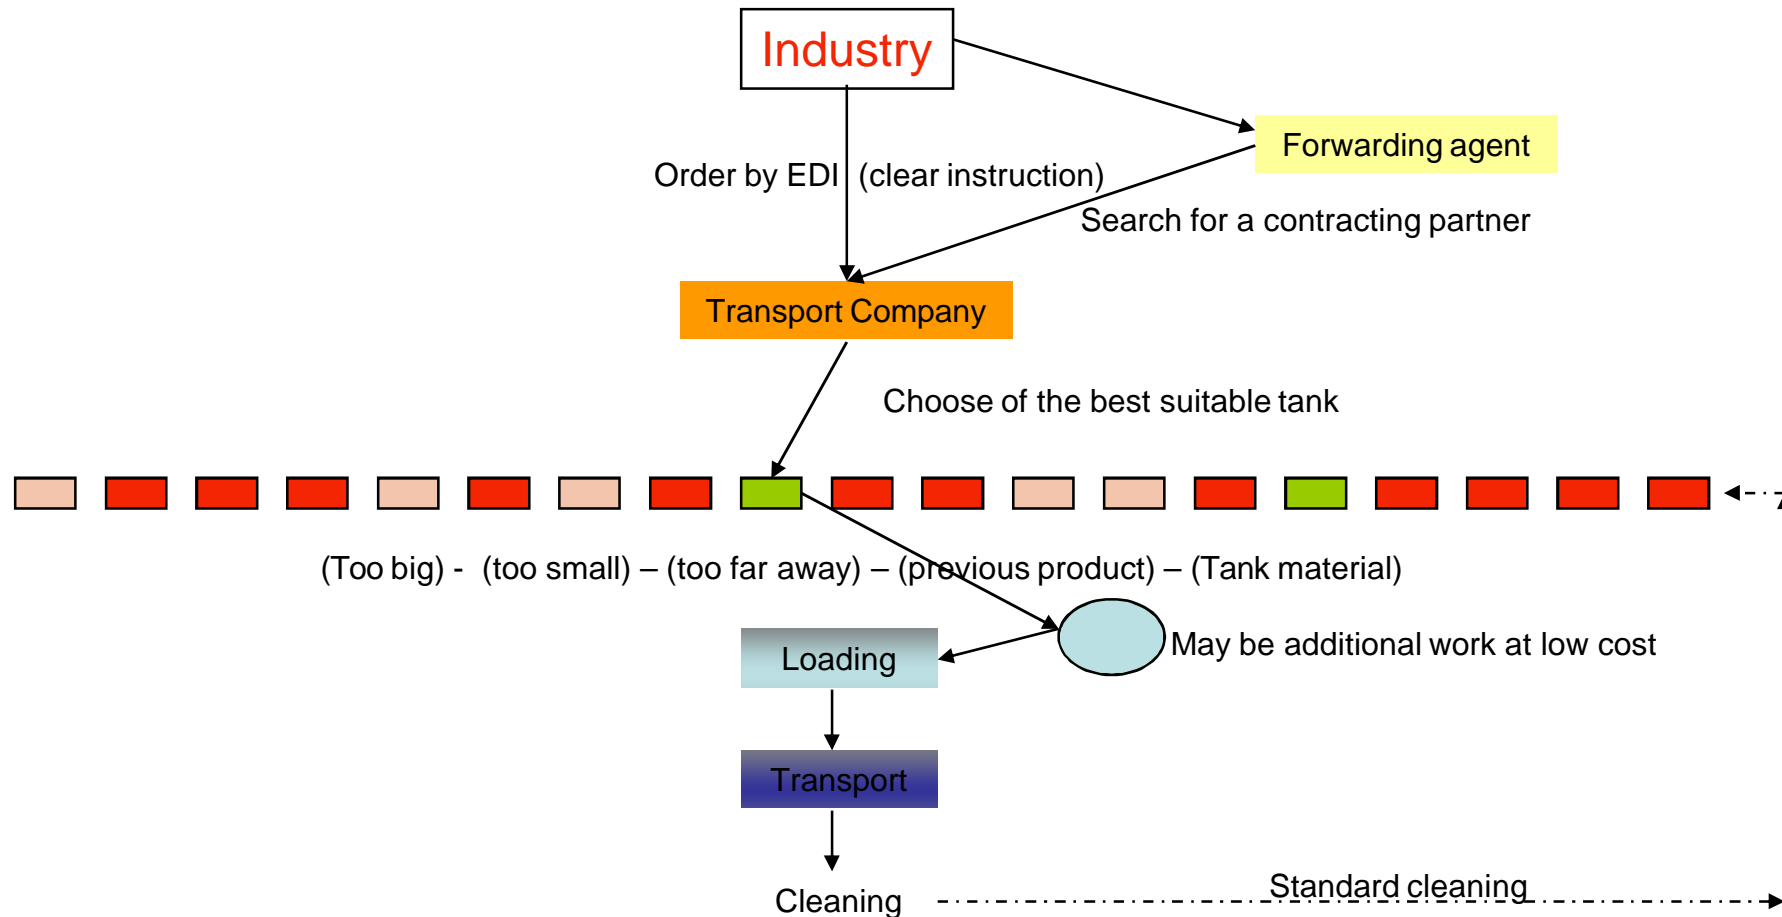 Industry
Forwarding agent
Order by EDI (clear instruction)
Search for a contracting partner
Transport Company
Choose of the best suitable tank
(Too big) - (too small) – (too far away) – (previous product) – (Tank material)
May be additional work at low cost
Loading
Transport
Standard cleaning
Cleaning